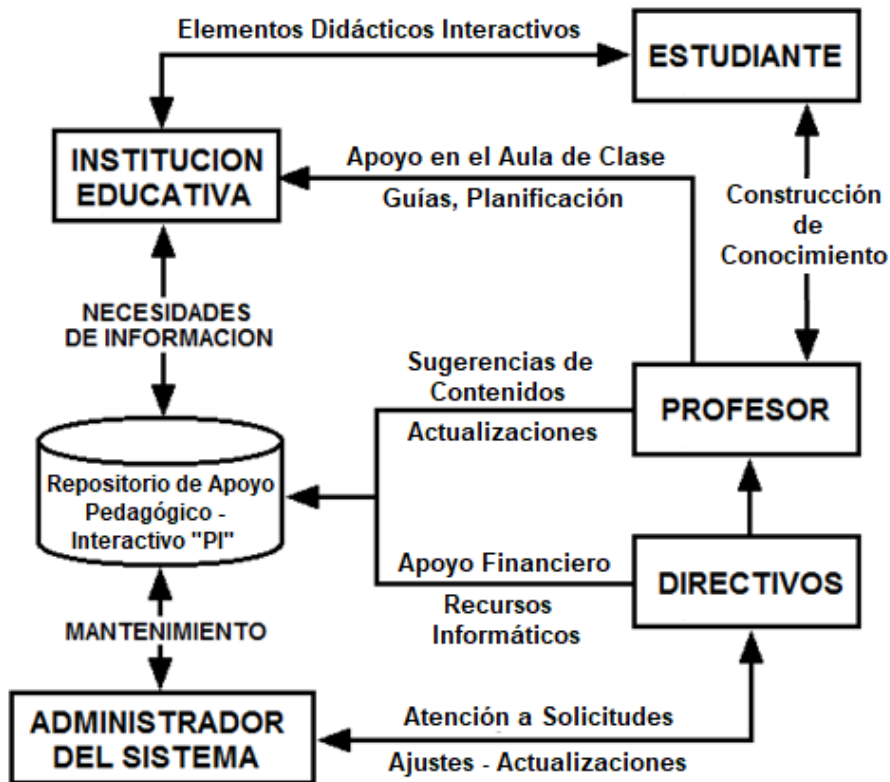 Elementos Didácticos Interactivos
ESTUDIANTE
INSTITUCION
EDUCATIVA
Apoyo en el Aula de Clase
Guías, Planificación
Construcción
de
Conocimiento
NECESIDADES
DE INFORMACION
Sugerencias de
Contenidos
Actualizaciones
PROFESOR
Repositorio de Apoyo
Pedagógico -
Interactivo "PI"
Apoyo Financiero
Recursos
Informáticos
DIRECTIVOS
MANTENIMIENTO
ADMINISTRADOR
DEL SISTEMA
Atención a Solicitudes
Ajustes - Actualizaciones